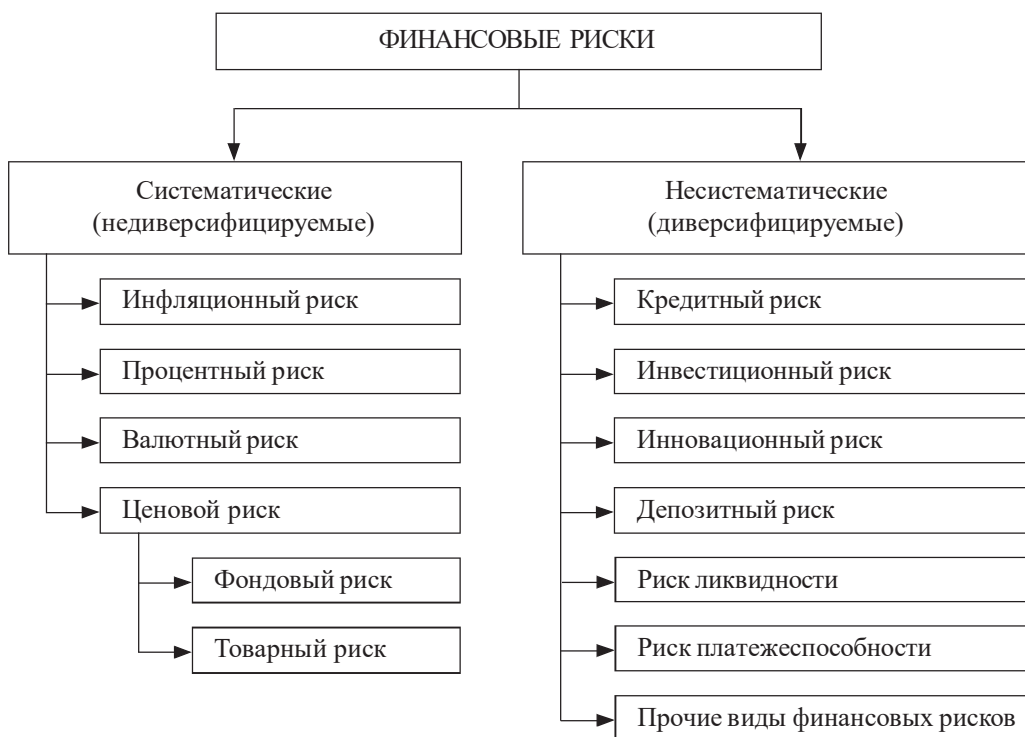 ФИНАНСОВЫЕ РИСКИ
Систематические
(недиверсифицируемые)
Инфляционный риск
Процентный риск
Валютный риск
Ценовой риск
Фондовый риск
Товарный риск
Несистематические
(диверсифицируемые)
Кредитный риск
Инвестиционный риск
Инновационный риск
Депозитный риск
Риск ликвидности
Риск платежеспособности
Прочие виды финансовых рисков